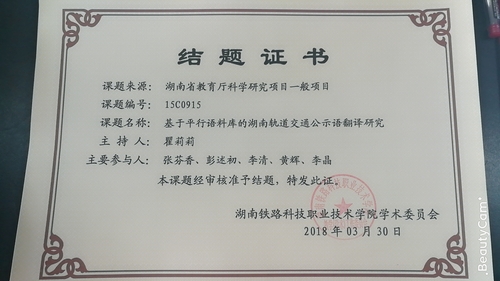 结题证书
课题来源：湖南省教育厅科学研究项目一般项目
课题编号：15C0915
课题名称：基于平行语料库的湖南轨道交通公示语翻译研究
主持人：瞿莉莉
主要参与人：张芬香、彭述初、李清、黄辉、李晶
本课题经审核准予结题，特发此证。
湖南铁路科技职业技术学院学术委员会
2018年03月30日
BeautyCam